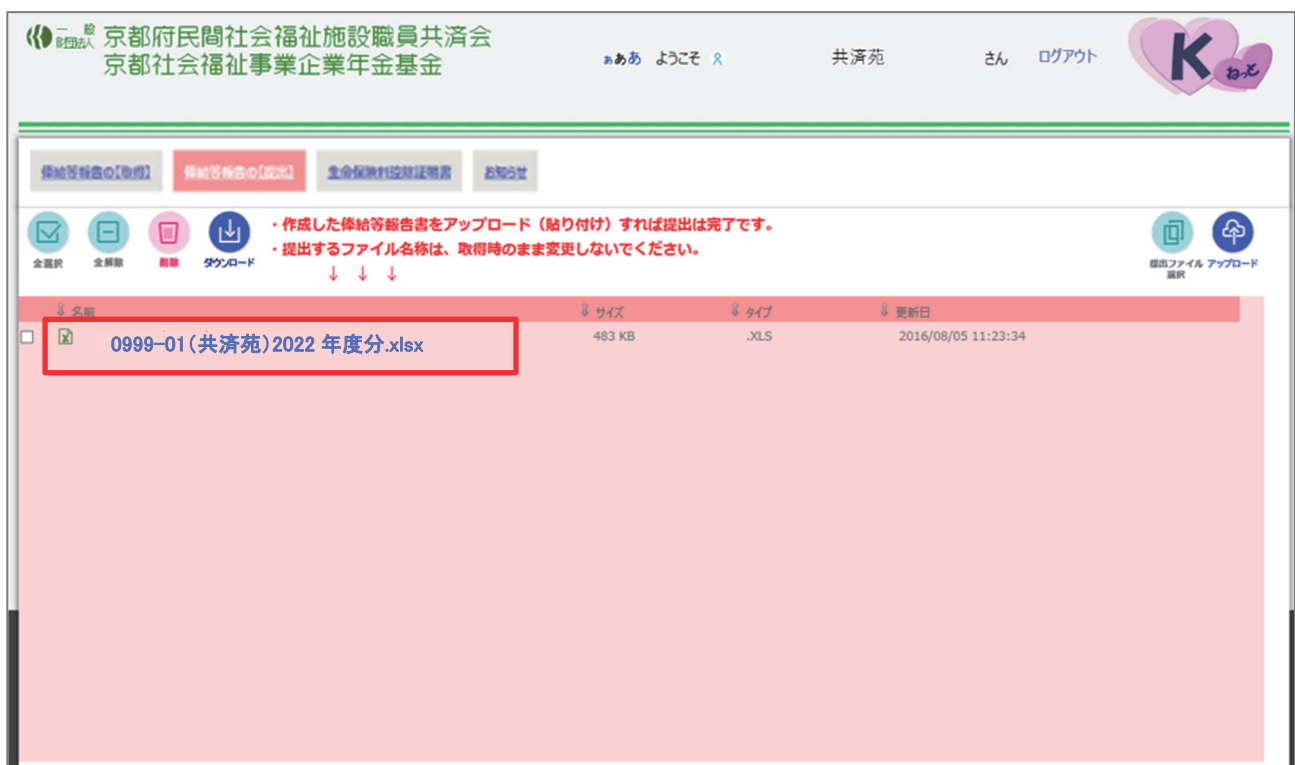 一般財団法人 京都府民間社会福祉施設職員共済会
京都社会福祉事業企業年金基金
ぁああ ようこそ 共済苑 さん ログアウト
K ねっと
俸給等報告の【取得】 俸給等報告の【提出】 生命保険料控除証明書 お知らせ
・作成した俸給等報告書をアップロード（貼り付け）すれば提出は完了です。
・提出するファイル名称は、取得時のまま変更しないでください。
↓ ↓ ↓
全選択 全解除 削除 ダウンロード 提出ファイル選択 アップロード
名前 サイズ タイプ 更新日
0999-01（共済苑）2022 年度分.xlsx 483 KB .XLS 2016/08/05 11:23:34